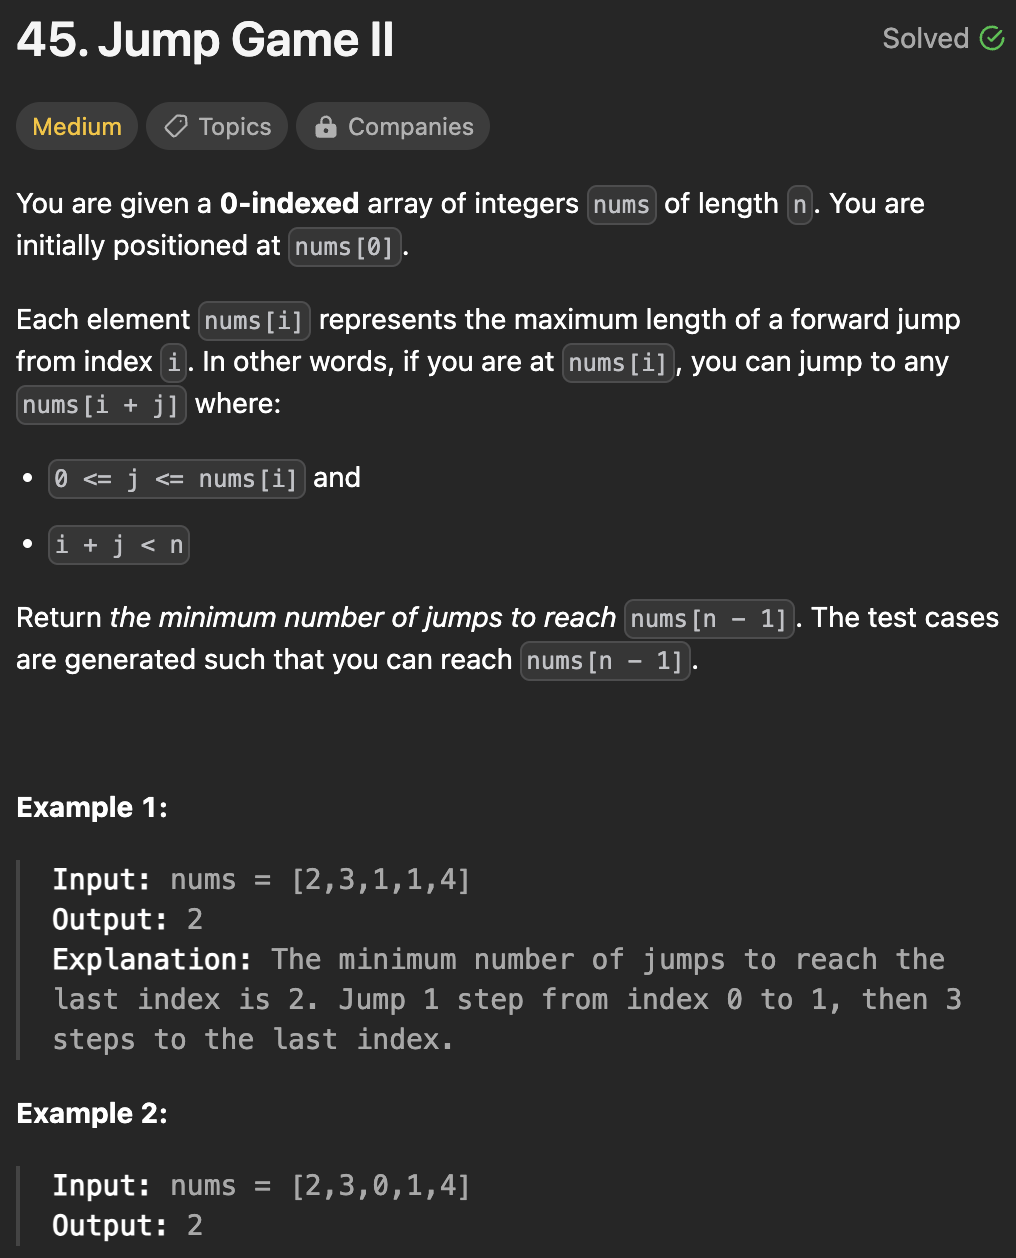 45. Jump Game II
Solved
Medium
Topics
Companies
You are given a 0-indexed array of integers nums of length n. You are
initially positioned at nums[0].
Each element nums[i] represents the maximum length of a forward jump
from index i. In other words, if you are at nums[i], you can jump to any
nums[i + j] where:
• 0 <= j <= nums[i] and
• i + j < n
Return the minimum number of jumps to reach nums[n - 1]. The test cases
are generated such that you can reach nums[n - 1].
Example 1:
Input: nums = [2,3,1,1,4]
Output: 2
Explanation: The minimum number of jumps to reach the
last index is 2. Jump 1 step from index 0 to 1, then 3
steps to the last index.
Example 2:
Input: nums = [2,3,0,1,4]
Output: 2